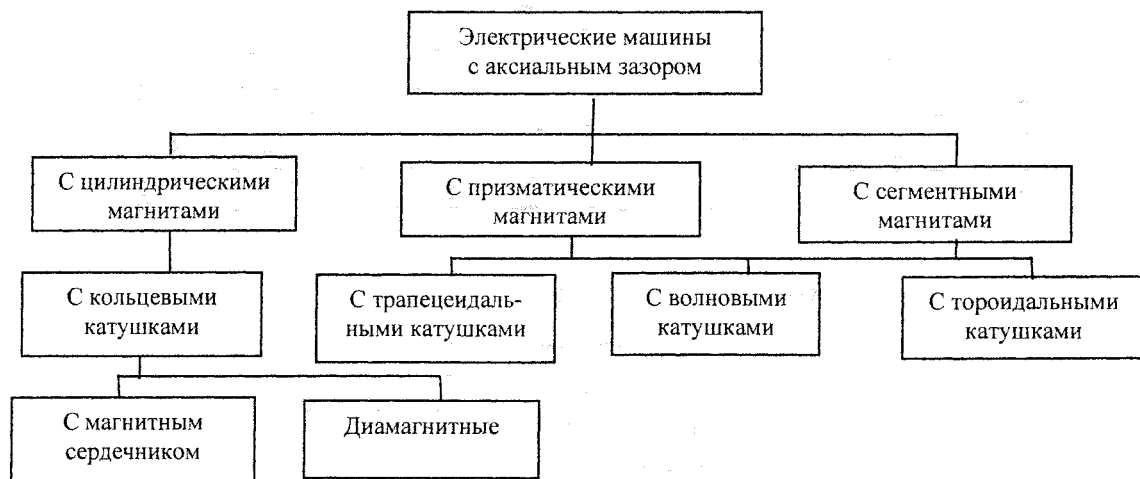 Электрические машины
с аксиальным зазором
С цилиндрическими
магнитами
С призматическими
магнитами
С сегментными
магнитами
С кольцевыми
катушками
С трапецеидаль-
ными катушками
С волновыми
катушками
С тороидальными
катушками
С магнитным
сердечником
Диамагнитные